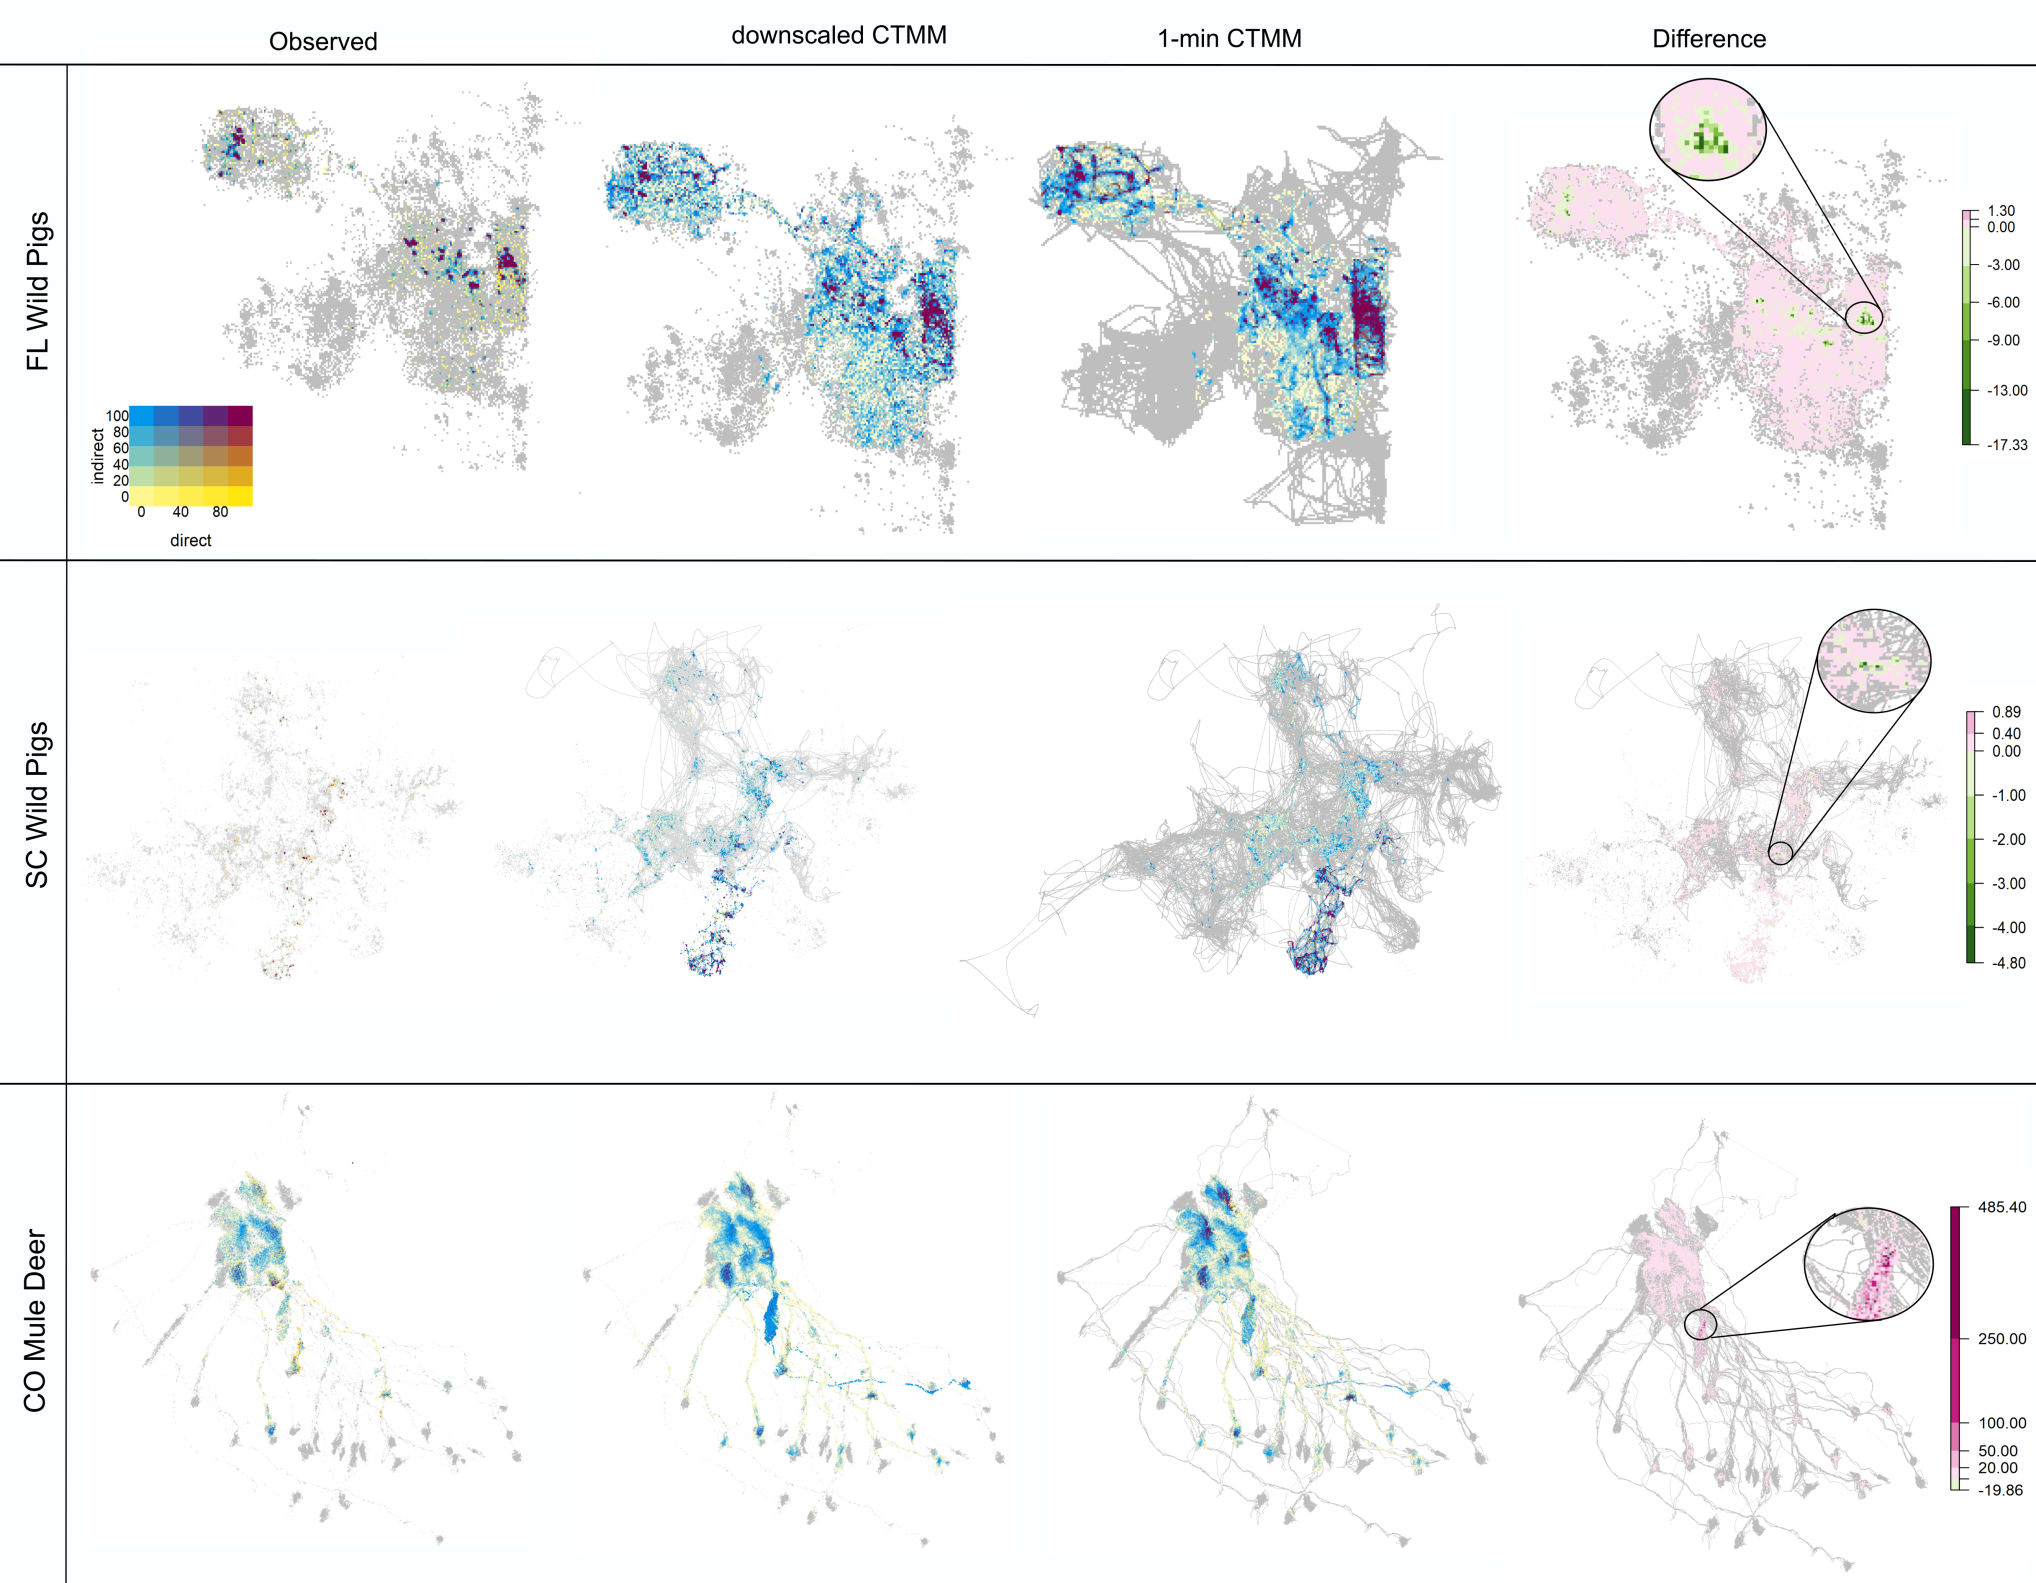 Observed
downscaled CTMM
1-min CTMM
Difference
FL Wild Pigs
100
80
60
40
20
0
indirect
0 40 80
direct
1.30
0.00
-3.00
-6.00
-9.00
-13.00
-17.33
SC Wild Pigs
0.89
0.40
0.00
-1.00
-2.00
-3.00
-4.00
-4.80
CO Mule Deer
485.40
250.00
100.00
50.00
20.00
-19.86